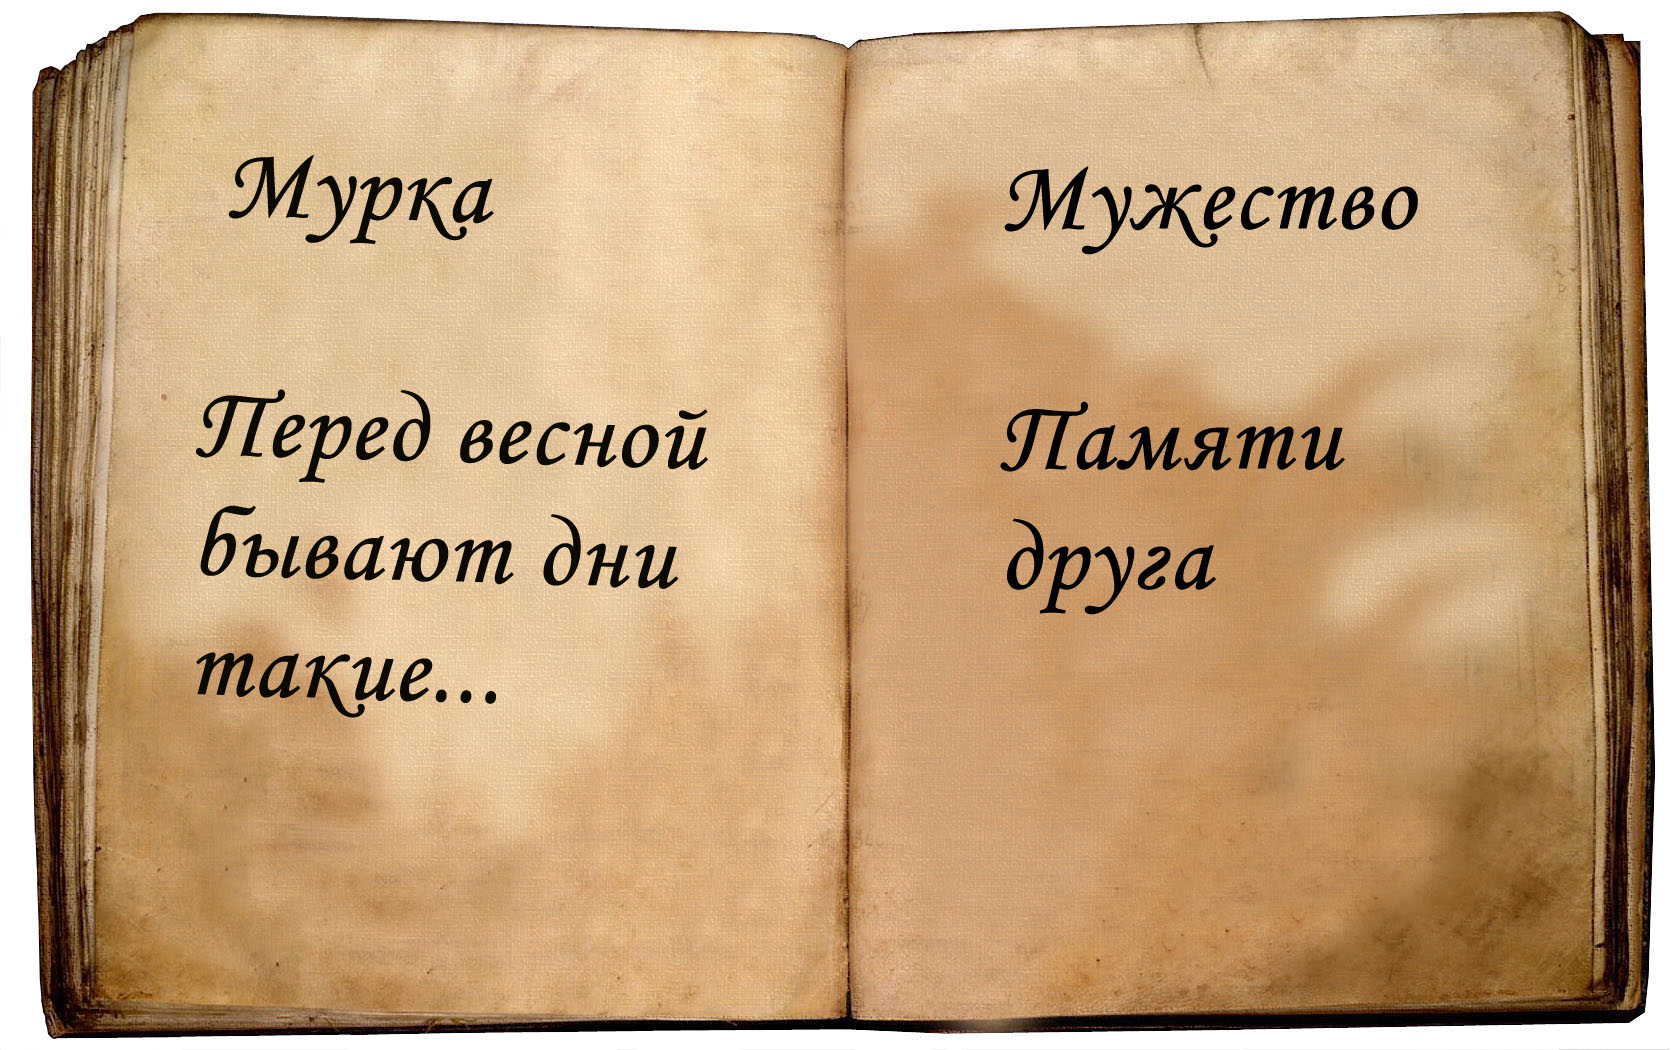 Мурка
Перед весной
бывают дни
такие...
Мужество
Памяти
друга